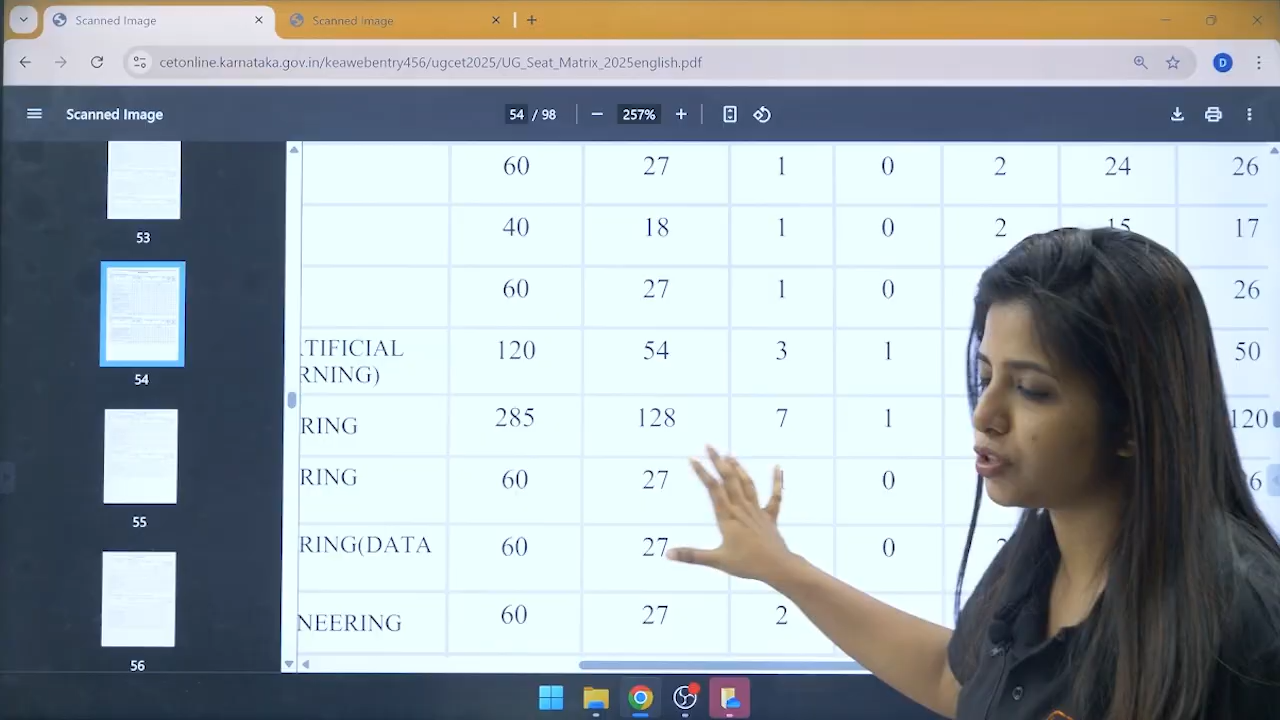 Scanned Image
Scanned Image
cetonline.karnataka.gov.in/keawebentry456/ugcet2025/UG_Seat_Matrix_2025english.pdf
D
Scanned Image
54 / 98
257%
53
54
55
56
60 27 1 0 2 24 26
40 18 1 0 2 15 17
60 27 1 0 26
TIFICIAL
RNING) 120 54 3 1 50
RING 285 128 7 1 120
RING 60 27 0
RING(DATA 60 27 0
NEERING 60 27 2